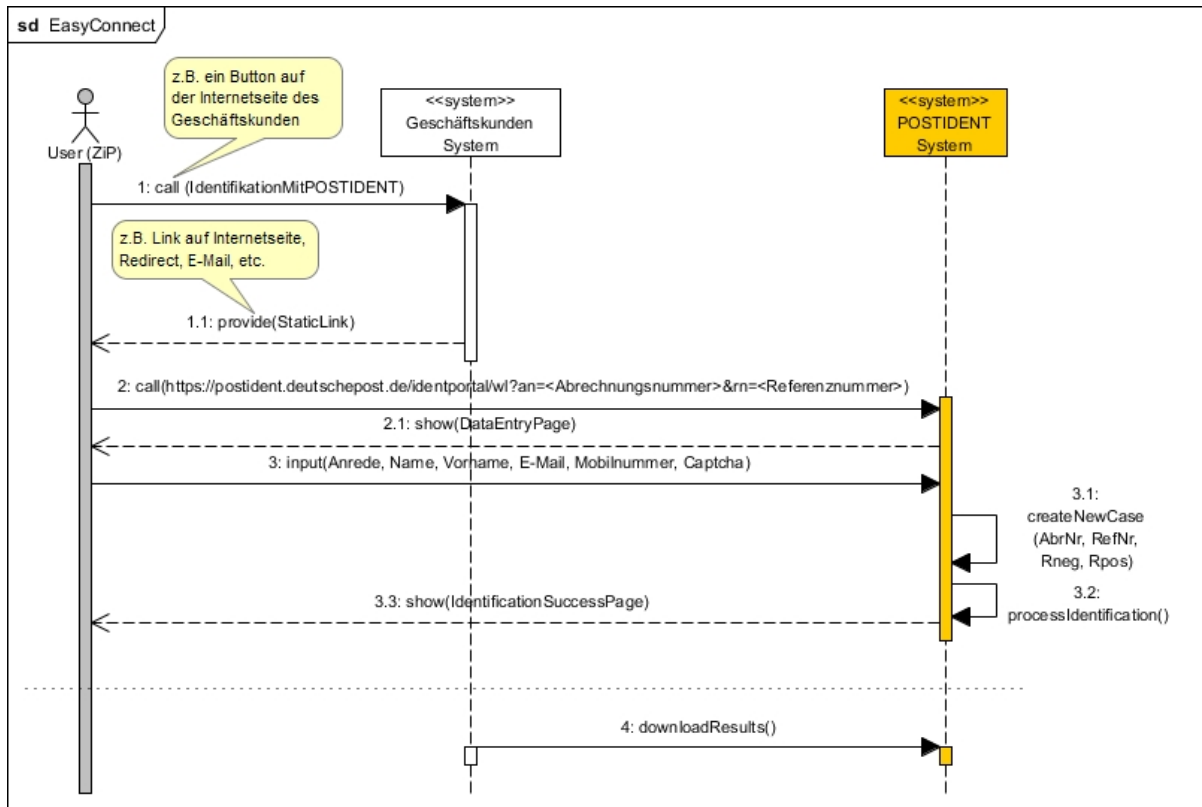 sd EasyConnect
z.B. ein Button auf
der Internetseite des
Geschäftskunden
User (ZiP)
<<system>>
Geschäftskunden
System
<<system>>
POSTIDENT
System
1: call (IdentifikationMitPOSTIDENT)
z.B. Link auf Internetseite,
Redirect, E-Mail, etc.
1.1: provide(StaticLink)
2: call(https://postident.deutschepost.de/identportal/wl?an=<Abrechnungsnummer>&rn=<Referenznummer>)
2.1: show(DataEntryPage)
3: input(Anrede, Name, Vorname, E-Mail, Mobilnummer, Captcha)
3.1:
createNewCase
(AbrNr, RefNr,
Rneg, Rpos)
3.2:
processIdentification()
3.3: show(IdentificationSuccessPage)
4: downloadResults()